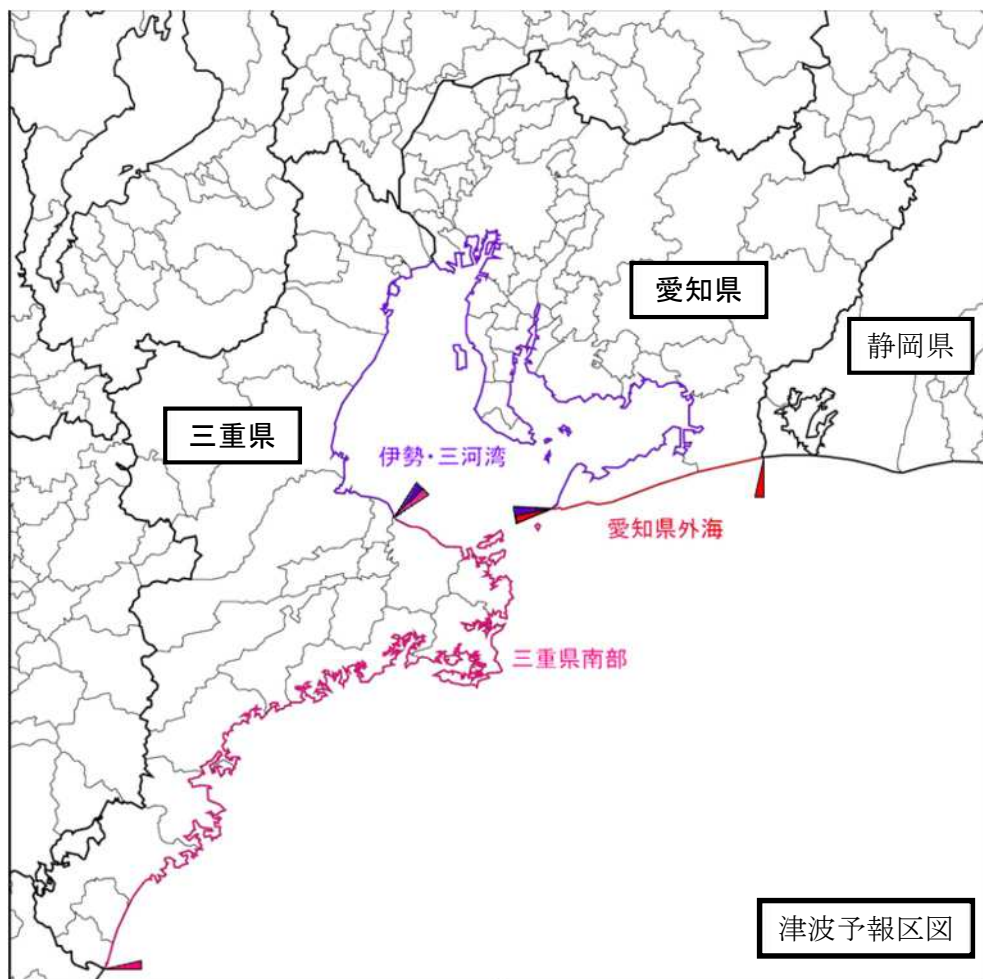 愛知県
静岡県
三重県
伊勢・三河湾
愛知県外海
三重県南部
津波予報区図